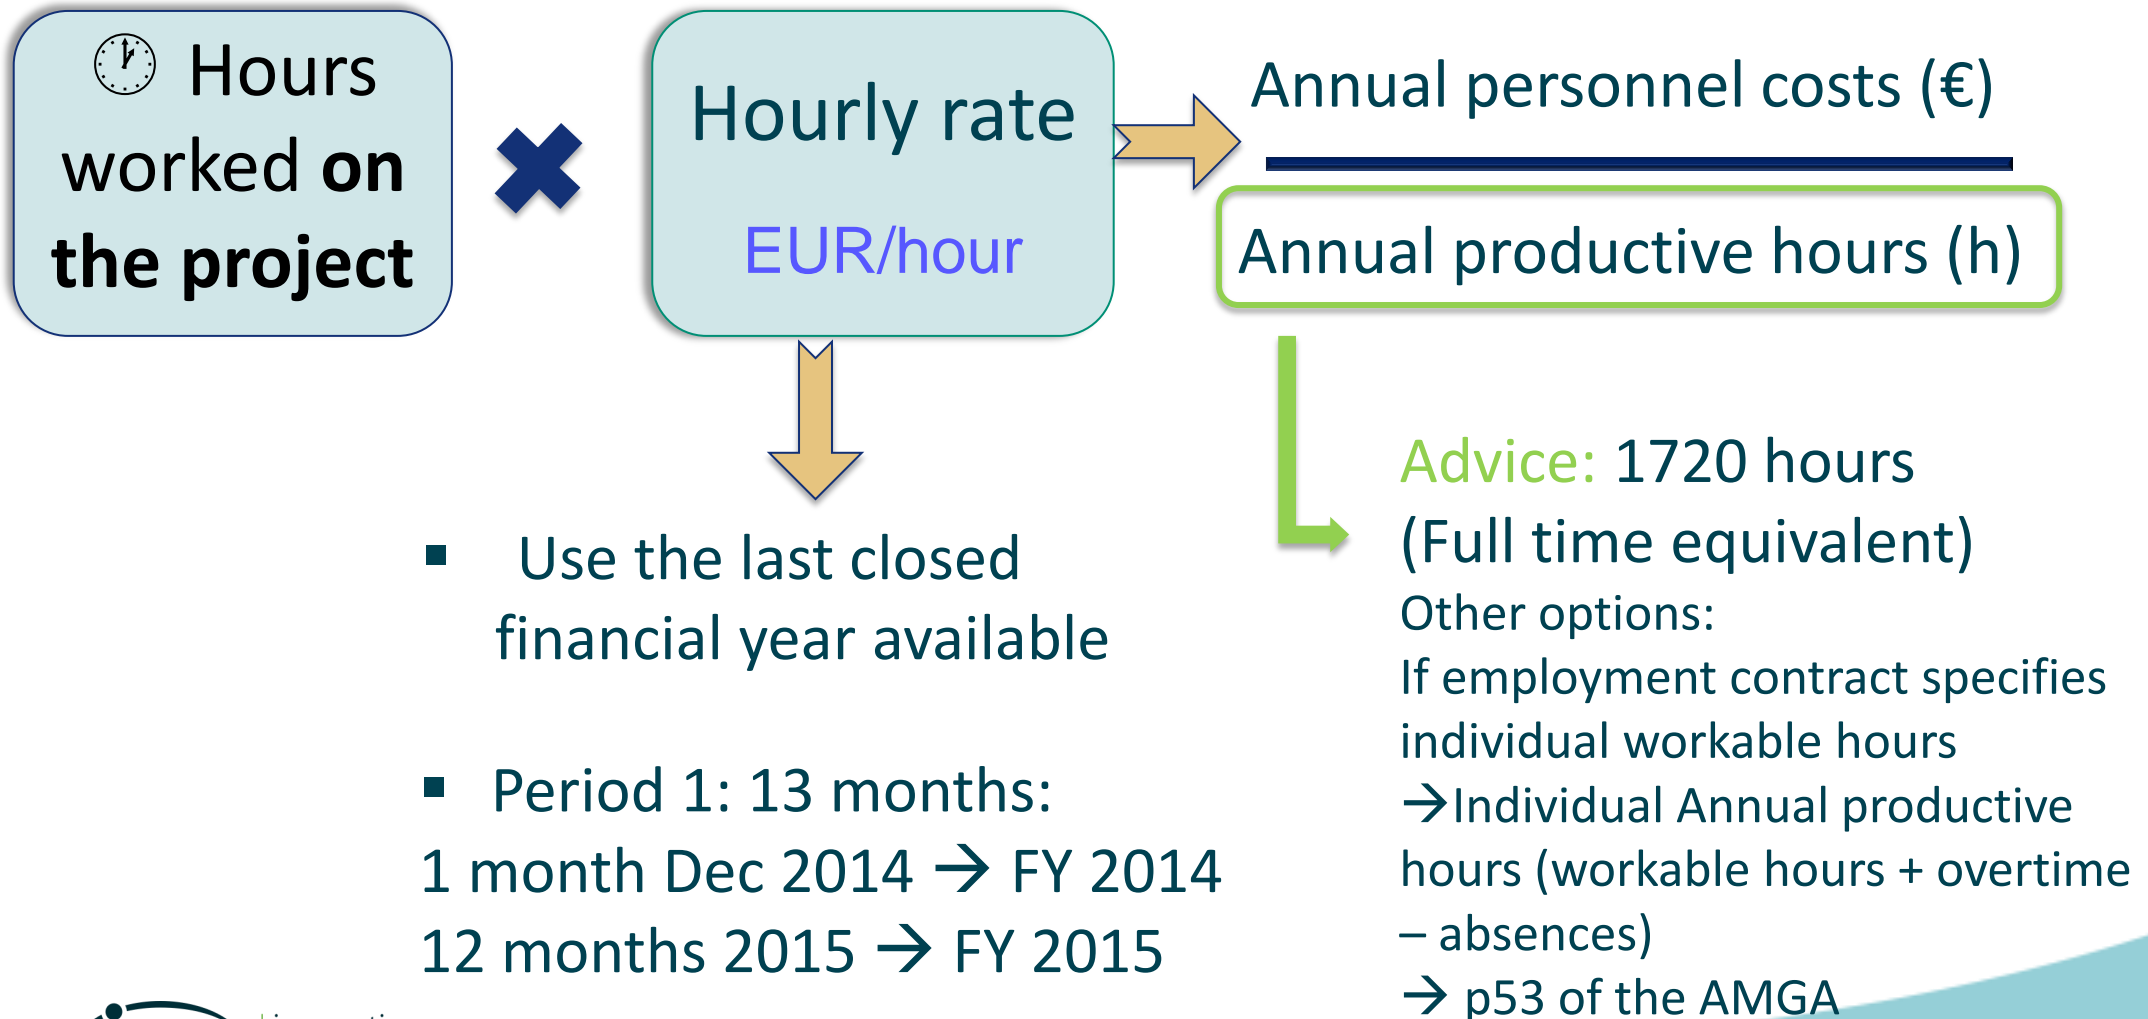 Hours
worked on
the project
Hourly rate
EUR/hour
Annual personnel costs (€)
Annual productive hours (h)
▪ Use the last closed
financial year available
▪ Period 1: 13 months:
1 month Dec 2014 → FY 2014
12 months 2015 → FY 2015
Advice: 1720 hours
(Full time equivalent)
Other options:
If employment contract specifies
individual workable hours
→Individual Annual productive
hours (workable hours + overtime
– absences)
→ p53 of the AMGA